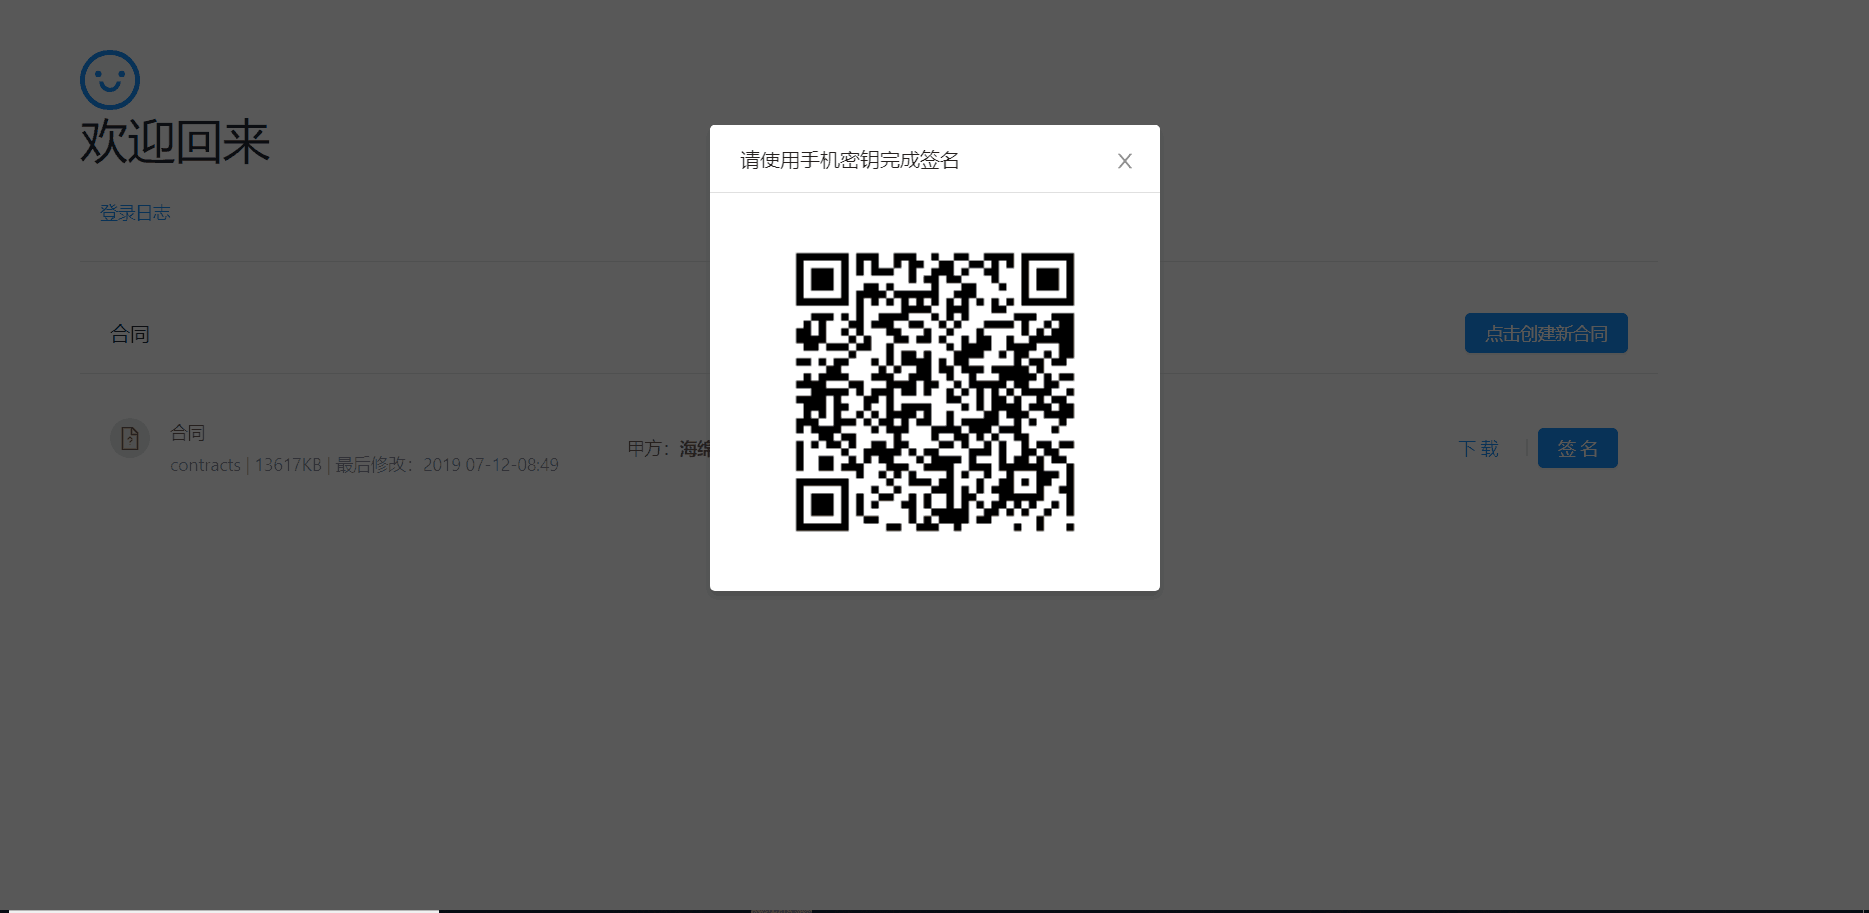 欢迎回来
登录日志
请使用手机密钥完成签名
合同
点击创建新合同
合同
contracts | 13617KB | 最后修改：2019 07-12-08:49
甲方：海绵
下 载
签 名